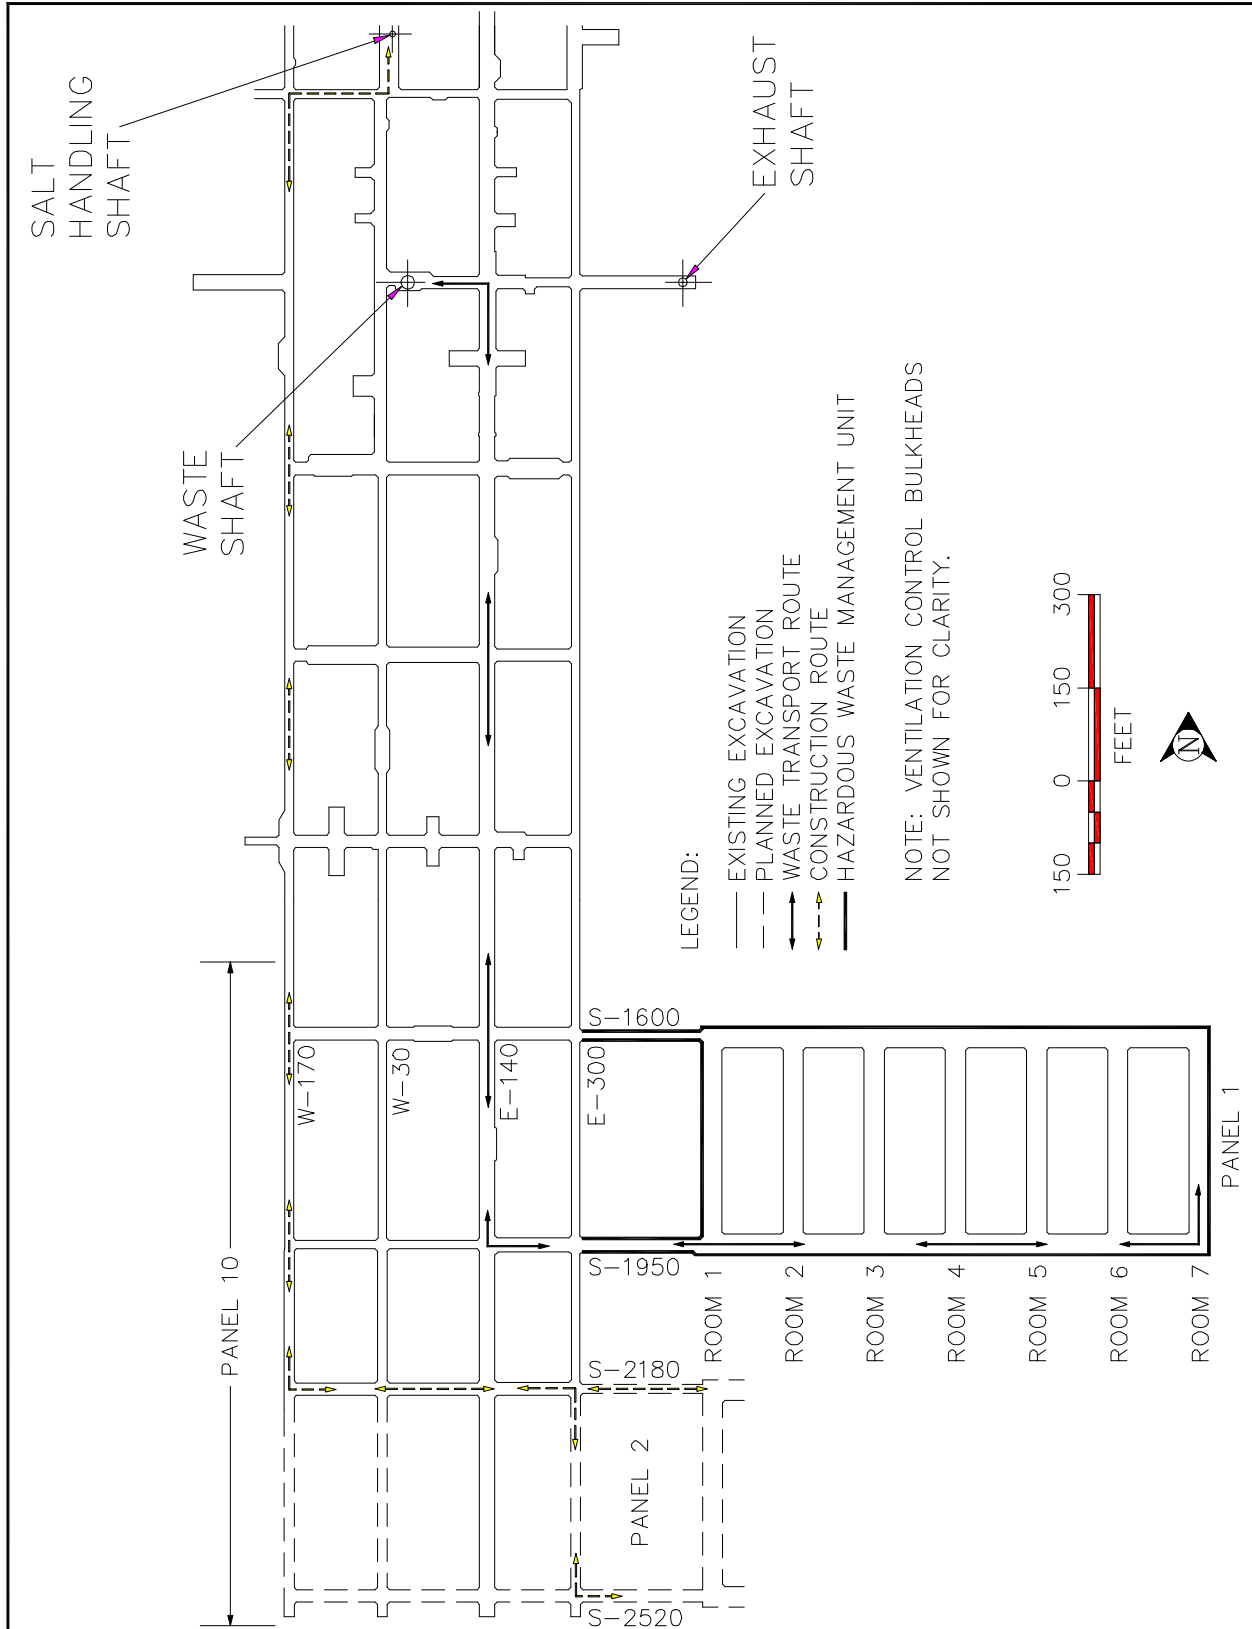 SALT
HANDLING
SHAFT
EXHAUST
SHAFT
WASTE
SHAFT
LEGEND:
EXISTING EXCAVATION
PLANNED EXCAVATION
WASTE TRANSPORT ROUTE
CONSTRUCTION ROUTE
HAZARDOUS WASTE MANAGEMENT UNIT
NOTE: VENTILATION CONTROL BULKHEADS
NOT SHOWN FOR CLARITY.
150
0
150
300
FEET
N
PANEL 10
W-170
W-30
E-140
E-300
S-1600
S-1950
S-2180
S-2520
PANEL 2
ROOM 1
ROOM 2
ROOM 3
ROOM 4
ROOM 5
ROOM 6
ROOM 7
PANEL 1